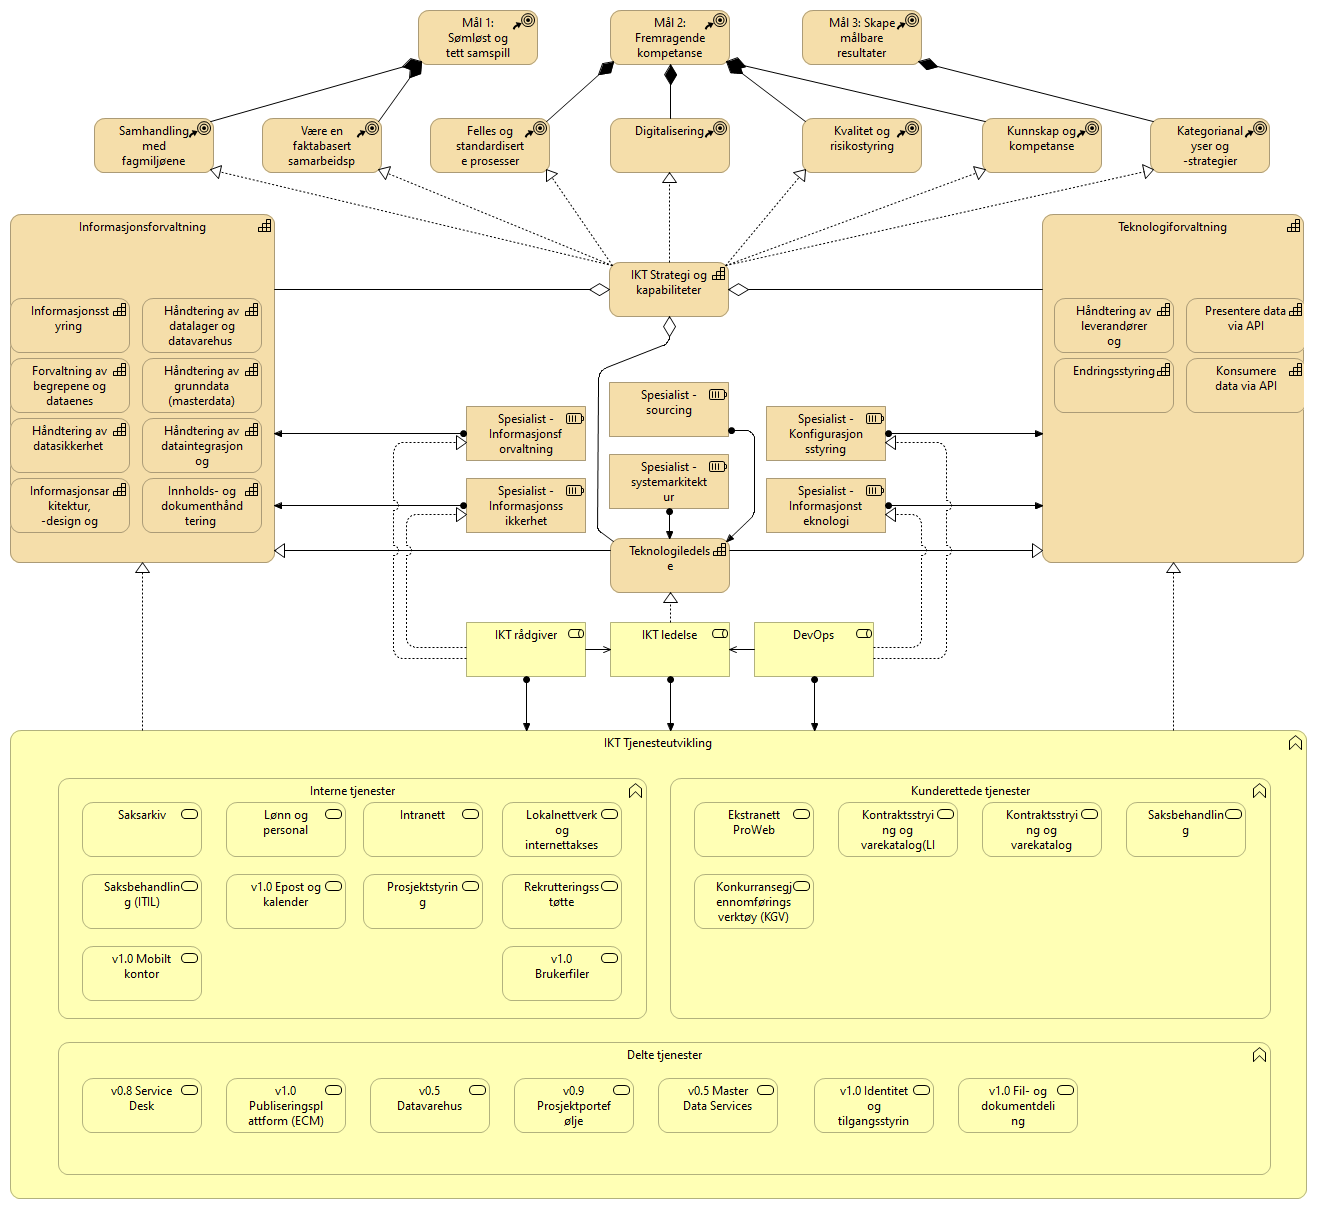 Mål 1:
Sømløst og
tett samspill
Mål 2:
Fremragende
kompetanse
Mål 3: Skape
målbare
resultater
Samhandling
med
fagmiljøene
Være en
faktabasert
samarbeidsp
Felles og
standardisert
e prosesser
Digitalisering
Kvalitet og
risikostyring
Kunnskap og
kompetanse
Kategorianal
yser og
-strategier
Informasjonsforvaltning
Informasjonsst
yring
Håndtering av
datalager og
datavarehus
Forvaltning av
begrepene og
dataenes
Håndtering av
grunndata
(masterdata)
Håndtering av
datasikkerhet
Håndtering av
dataintegrasjon
og
Informasjonsar
kitektur,
-design og
Innholds- og
dokumenthånd
tering
IKT Strategi og
kapabiliteter
Teknologiforvaltning
Håndtering av
leverandører
og
Presentere data
via API
Endringsstyring
Konsumere
data via API
Spesialist -
Informasjonsf
orvaltning
Spesialist -
Informasjonss
ikkerhet
Spesialist -
sourcing
Spesialist -
systemarkitekt
ur
Spesialist -
Konfigurasjon
sstyring
Spesialist -
Informasjonst
eknologi
Teknologiledels
e
IKT rådgiver
IKT ledelse
DevOps
IKT Tjenesteutvikling
Interne tjenester
Saksarkiv
Lønn og
personal
Intranett
Lokalnettverk
og
internettakses
Saksbehandlin
g (ITIL)
v1.0 Epost og
kalender
Prosjektstyrin
g
Rekrutteringss
tøtte
v1.0 Mobilt
kontor
v1.0
Brukerfiler
Kunderettede tjenester
Ekstranett
ProWeb
Kontraktsstryi
ng og
varekatalog(LI
Kontraktsstryi
ng og
varekatalog
Saksbehandlin
g
Konkurransegj
ennomførings
verktøy (KGV)
Delte tjenester
v0.8 Service
Desk
v1.0
Publiseringspl
attform (ECM)
v0.5
Datavarehus
v0.9
Prosjektportef
ølje
v0.5 Master
Data Services
v1.0 Identitet
og
tilgangsstyrin
v1.0 Fil- og
dokumentdeli
ng